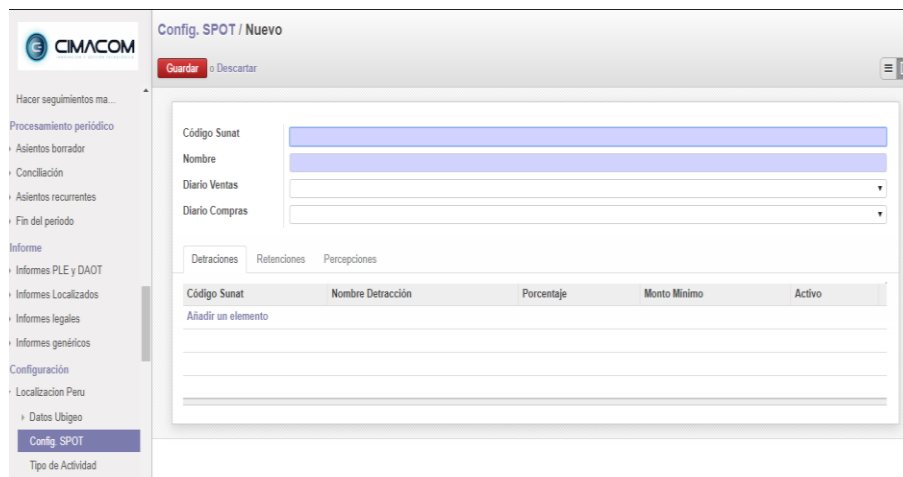 CIMACOM
Hacer seguimientos ma...
Procesamiento periódico
Asientos borrador
Conciliación
Asientos recurrentes
Fin del periodo
Informe
Informes PLE y DAOT
Informes Localizados
Informes legales
Informes genéricos
Configuración
Localizacion Peru
Datos Ubigeo
Config. SPOT
Tipo de Actividad
Config. SPOT / Nuevo
Guardar o Descartar
Código Sunat
Nombre
Diario Ventas
Diario Compras
Detraciones Retenciones Percepciones
Código Sunat Nombre Detracción Porcentaje Monto Minimo Activo
Añadir un elemento